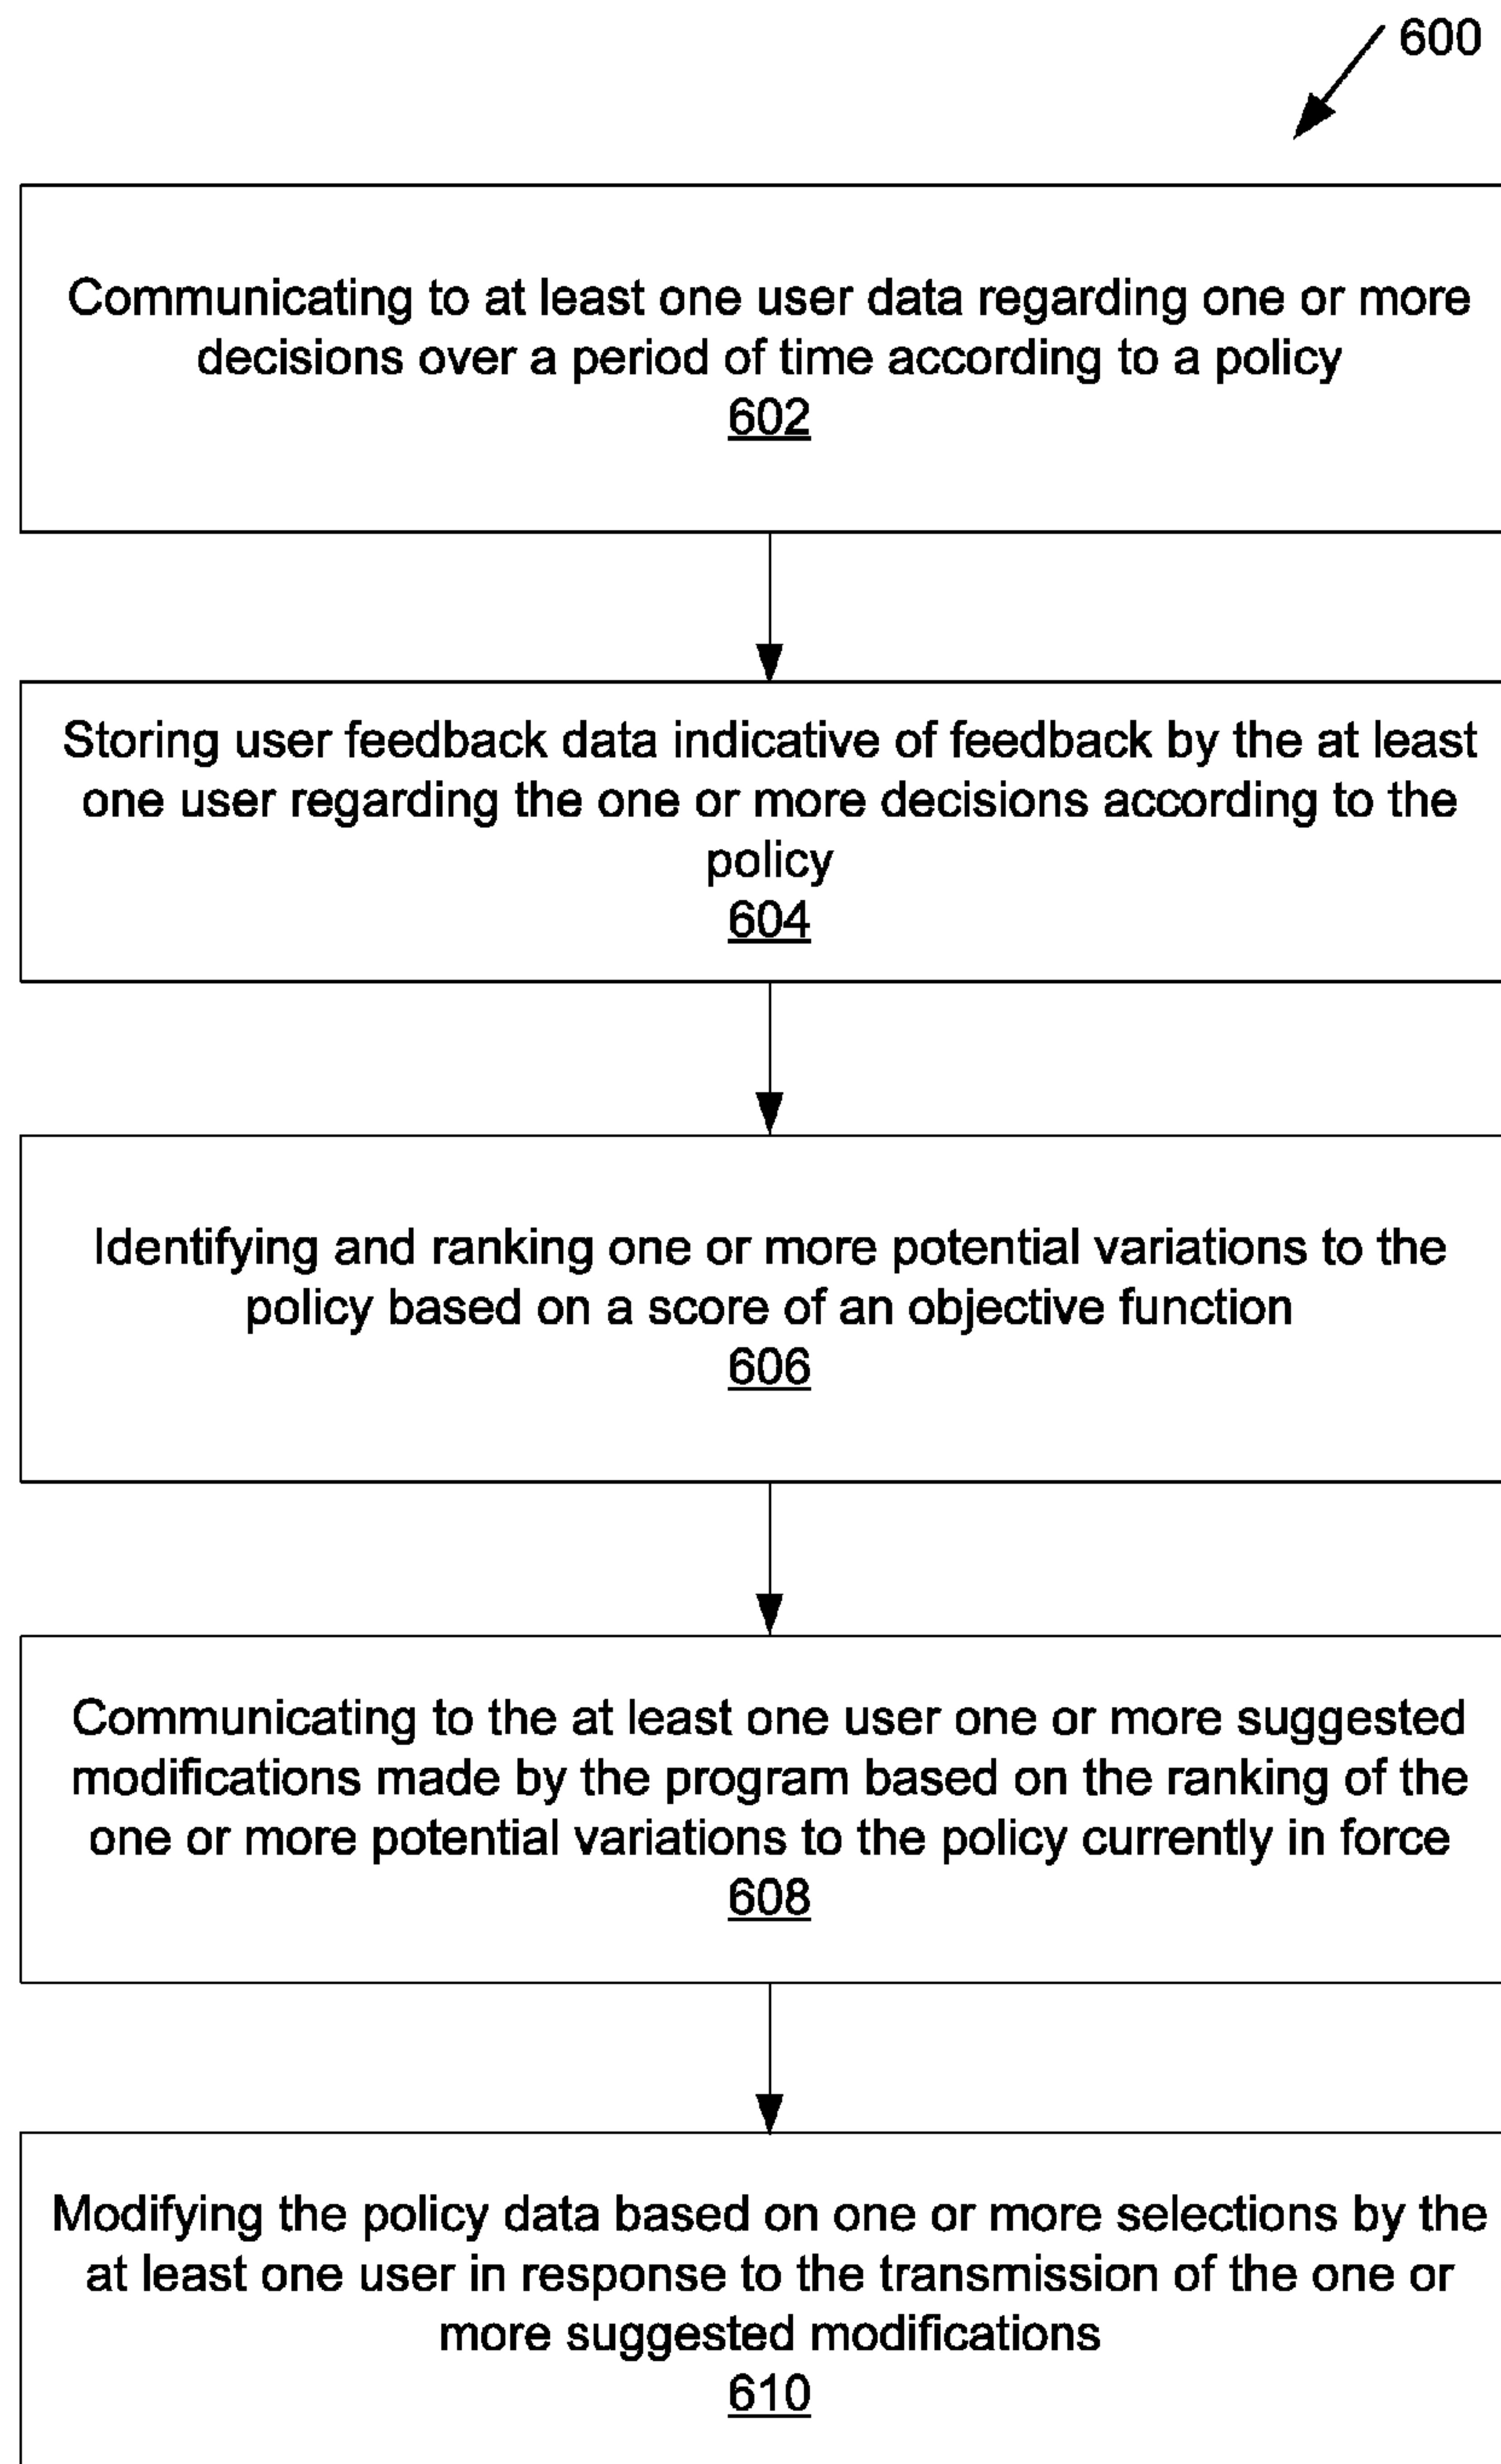 600
Communicating to at least one user data regarding one or more
decisions over a period of time according to a policy
602
Storing user feedback data indicative of feedback by the at least
one user regarding the one or more decisions according to the
policy
604
Identifying and ranking one or more potential variations to the
policy based on a score of an objective function
606
Communicating to the at least one user one or more suggested
modifications made by the program based on the ranking of the
one or more potential variations to the policy currently in force
608
Modifying the policy data based on one or more selections by the
at least one user in response to the transmission of the one or
more suggested modifications
610